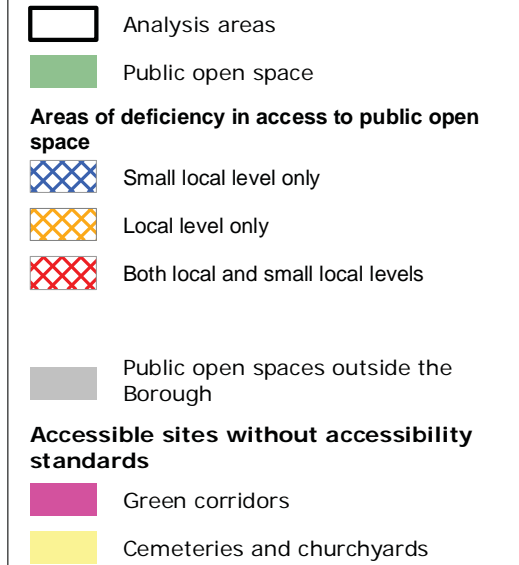 Analysis areas
Public open space
Areas of deficiency in access to public open
space
Small local level only
Local level only
Both local and small local levels
Public open spaces outside the
Borough
Accessible sites without accessibility
standards
Green corridors
Cemeteries and churchyards